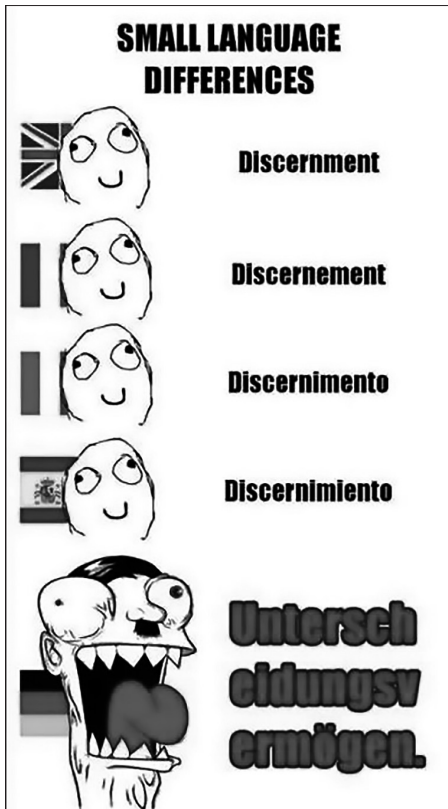 SMALL LANGUAGE
DIFFERENCES
Discernment
Discernement
Discernimento
Discernimiento
Untersch
eidungsv
ermögen.